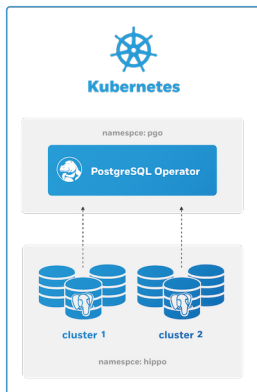 Kubernetes
namespce: pgo
PostgreSQL Operator
cluster 1
cluster 2
namespce: hippo